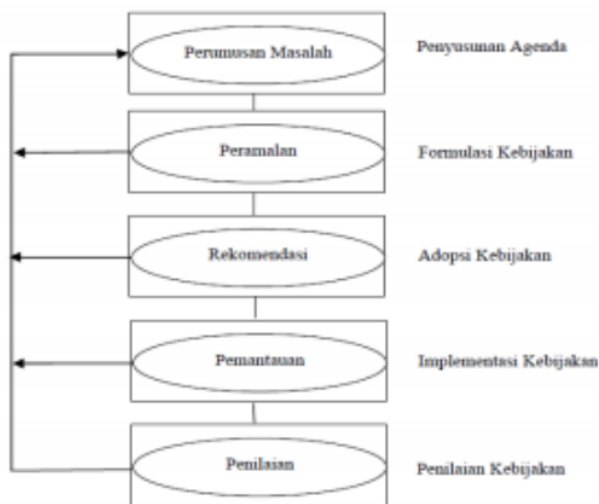 Perumusan Masalah
Penyusunan Agenda
Peramalan
Formulasi Kebijakan
Rekomendasi
Adopsi Kebijakan
Pemantauan
Implementasi Kebijakan
Penilaian
Penilaian Kebijakan